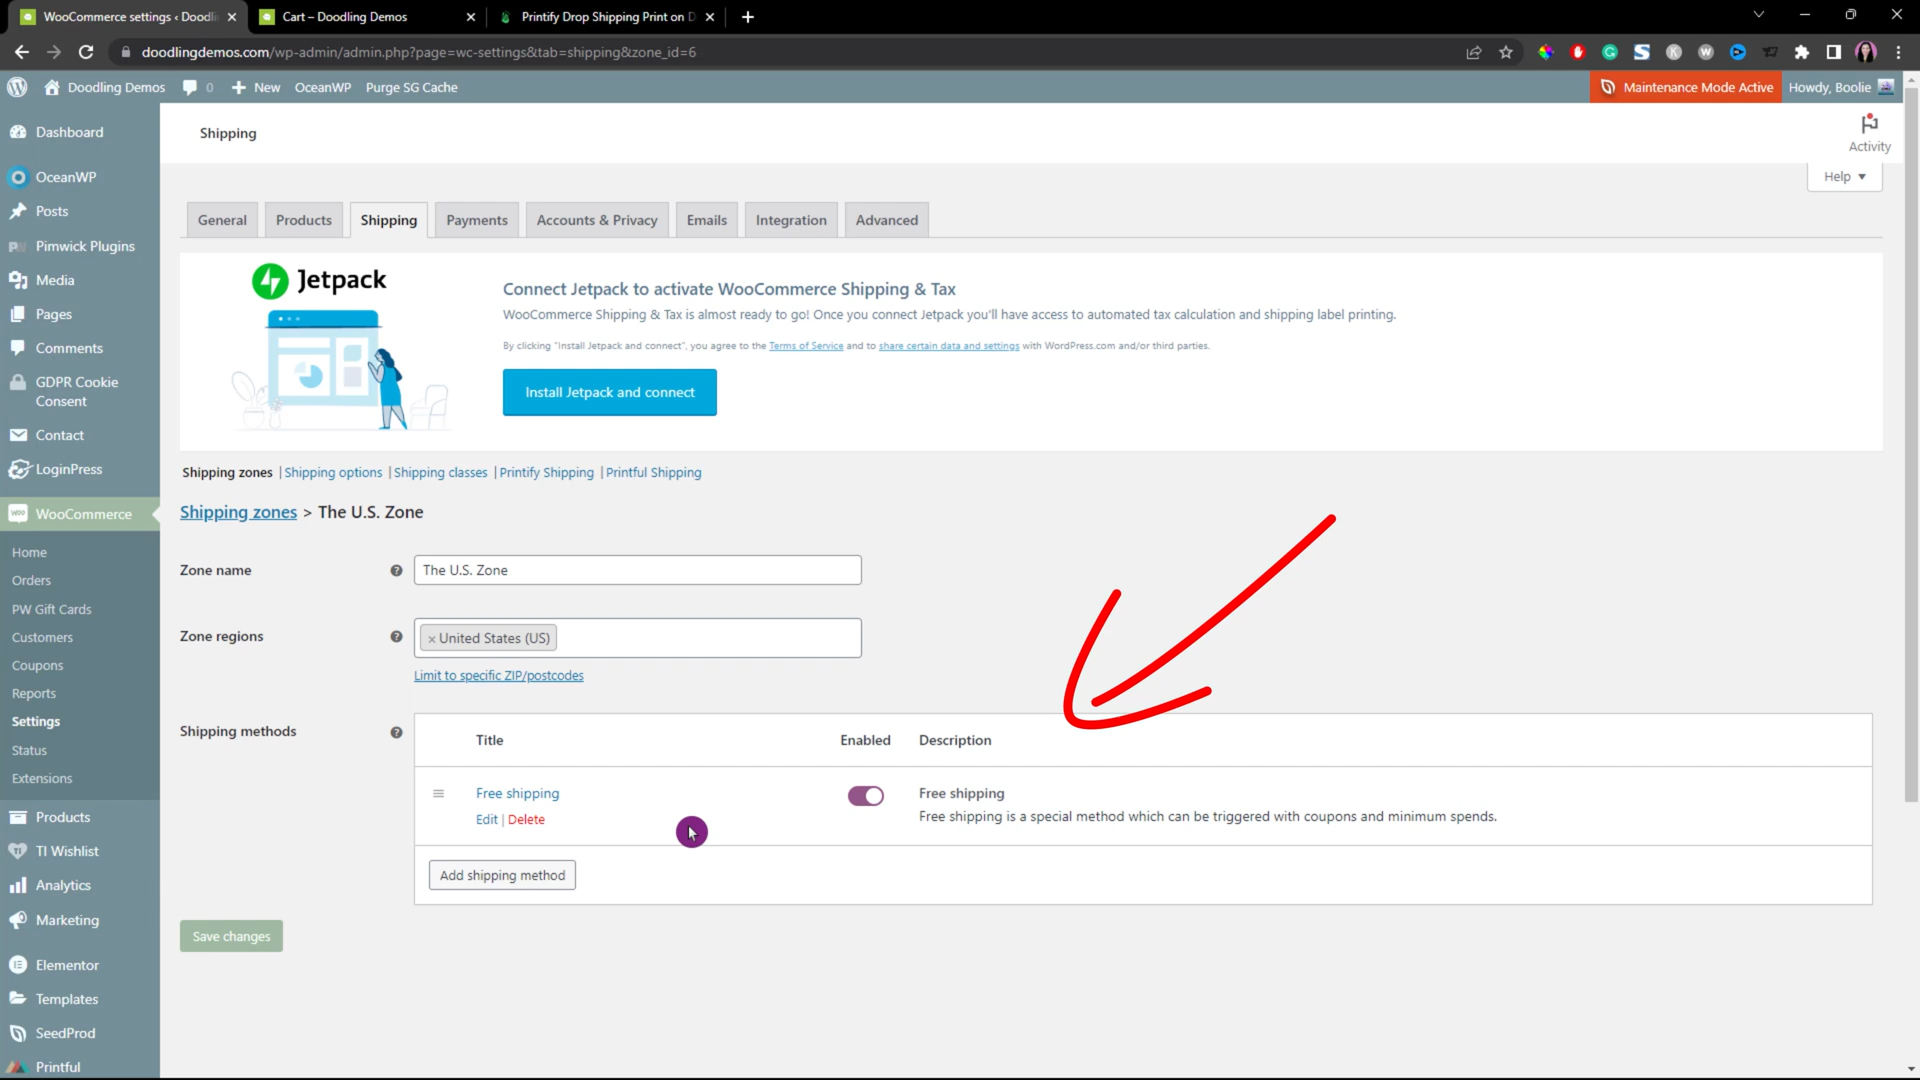 WooCommerce settings ‹ Doodli
Cart – Doodling Demos
Printify Drop Shipping Print on D
doodlingdemos.com/wp-admin/admin.php?page=wc-settings&tab=shipping&zone_id=6
Doodling Demos
0
New
OceanWP
Purge SG Cache
Maintenance Mode Active
Howdy, Boolie
Dashboard
OceanWP
Posts
Pimwick Plugins
Media
Pages
Comments
GDPR Cookie
Consent
Contact
LoginPress
WooCommerce
Home
Orders
PW Gift Cards
Customers
Coupons
Reports
Settings
Status
Extensions
Products
TI Wishlist
Analytics
Marketing
Elementor
Templates
SeedProd
Printful
Shipping
Activity
Help
General
Products
Shipping
Payments
Accounts & Privacy
Emails
Integration
Advanced
Jetpack
Connect Jetpack to activate WooCommerce Shipping & Tax
WooCommerce Shipping & Tax is almost ready to go! Once you connect Jetpack you'll have access to automated tax calculation and shipping label printing.
By clicking "Install Jetpack and connect", you agree to the Terms of Service and to share certain data and settings with WordPress.com and/or third parties.
Install Jetpack and connect
Shipping zones | Shipping options | Shipping classes | Printify Shipping | Printful Shipping
Shipping zones > The U.S. Zone
Zone name
The U.S. Zone
Zone regions
× United States (US)
Limit to specific ZIP/postcodes
Shipping methods
Title
Enabled
Description
Free shipping
Edit | Delete
Free shipping
Free shipping is a special method which can be triggered with coupons and minimum spends.
Add shipping method
Save changes